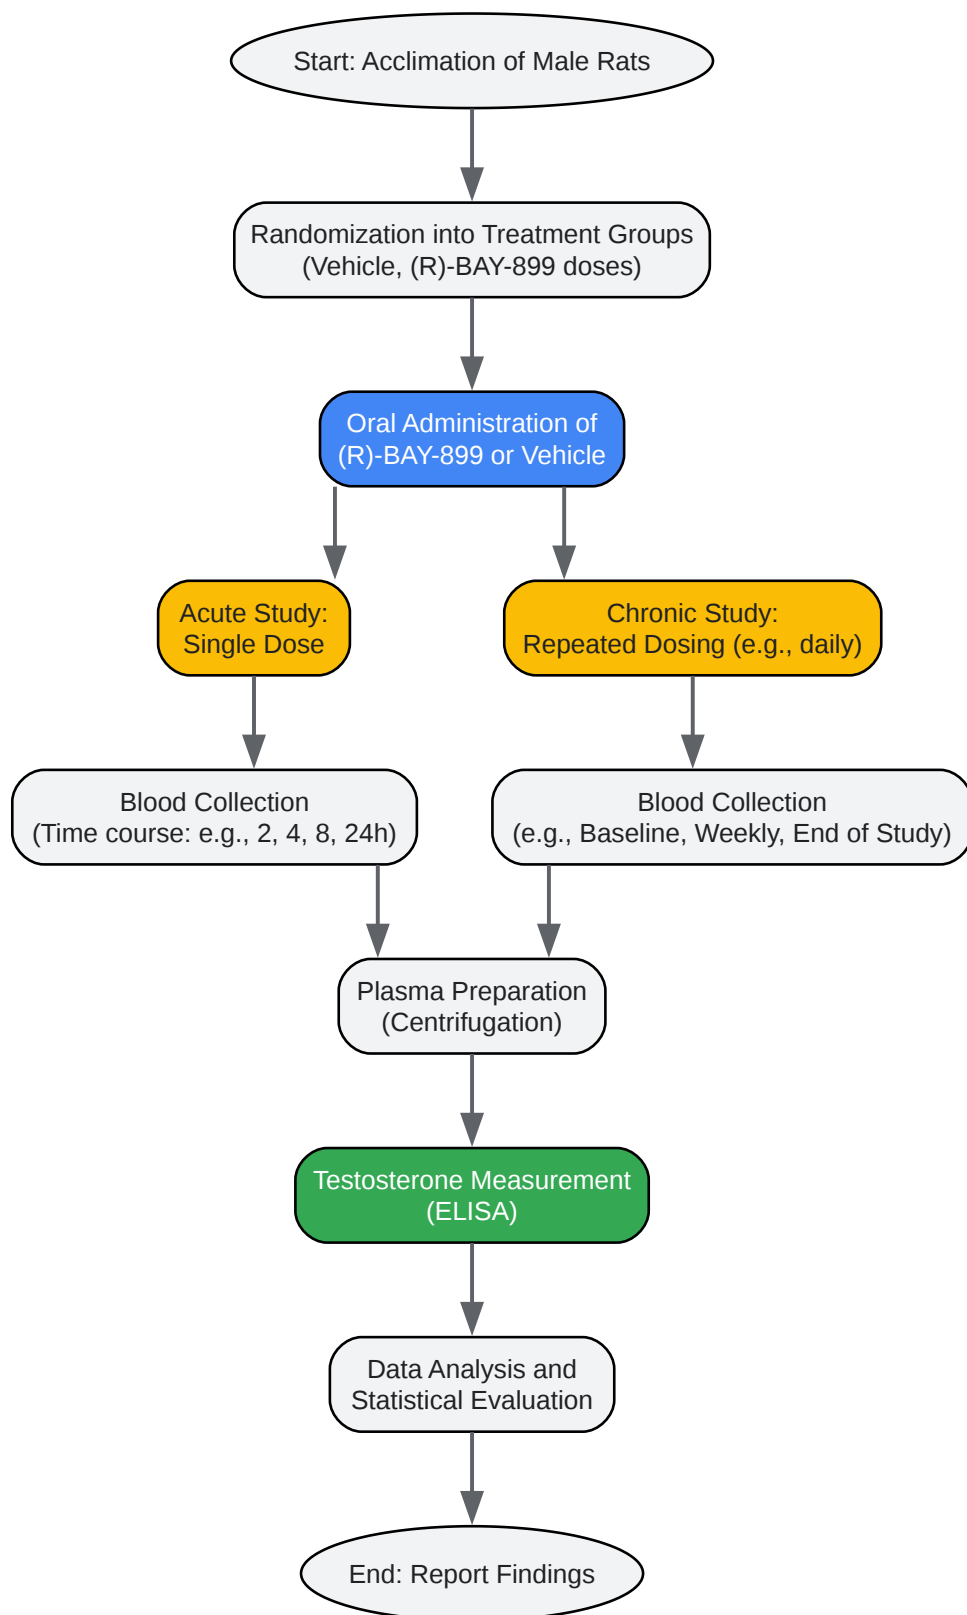 Start: Acclimation of Male Rats
Randomization into Treatment Groups
(Vehicle, (R)-BAY-899 doses)
Oral Administration of
(R)-BAY-899 or Vehicle
Acute Study:
Single Dose
Chronic Study:
Repeated Dosing (e.g., daily)
Blood Collection
(Time course: e.g., 2, 4, 8, 24h)
Blood Collection
(e.g., Baseline, Weekly, End of Study)
Plasma Preparation
(Centrifugation)
Testosterone Measurement
(ELISA)
Data Analysis and
Statistical Evaluation
End: Report Findings